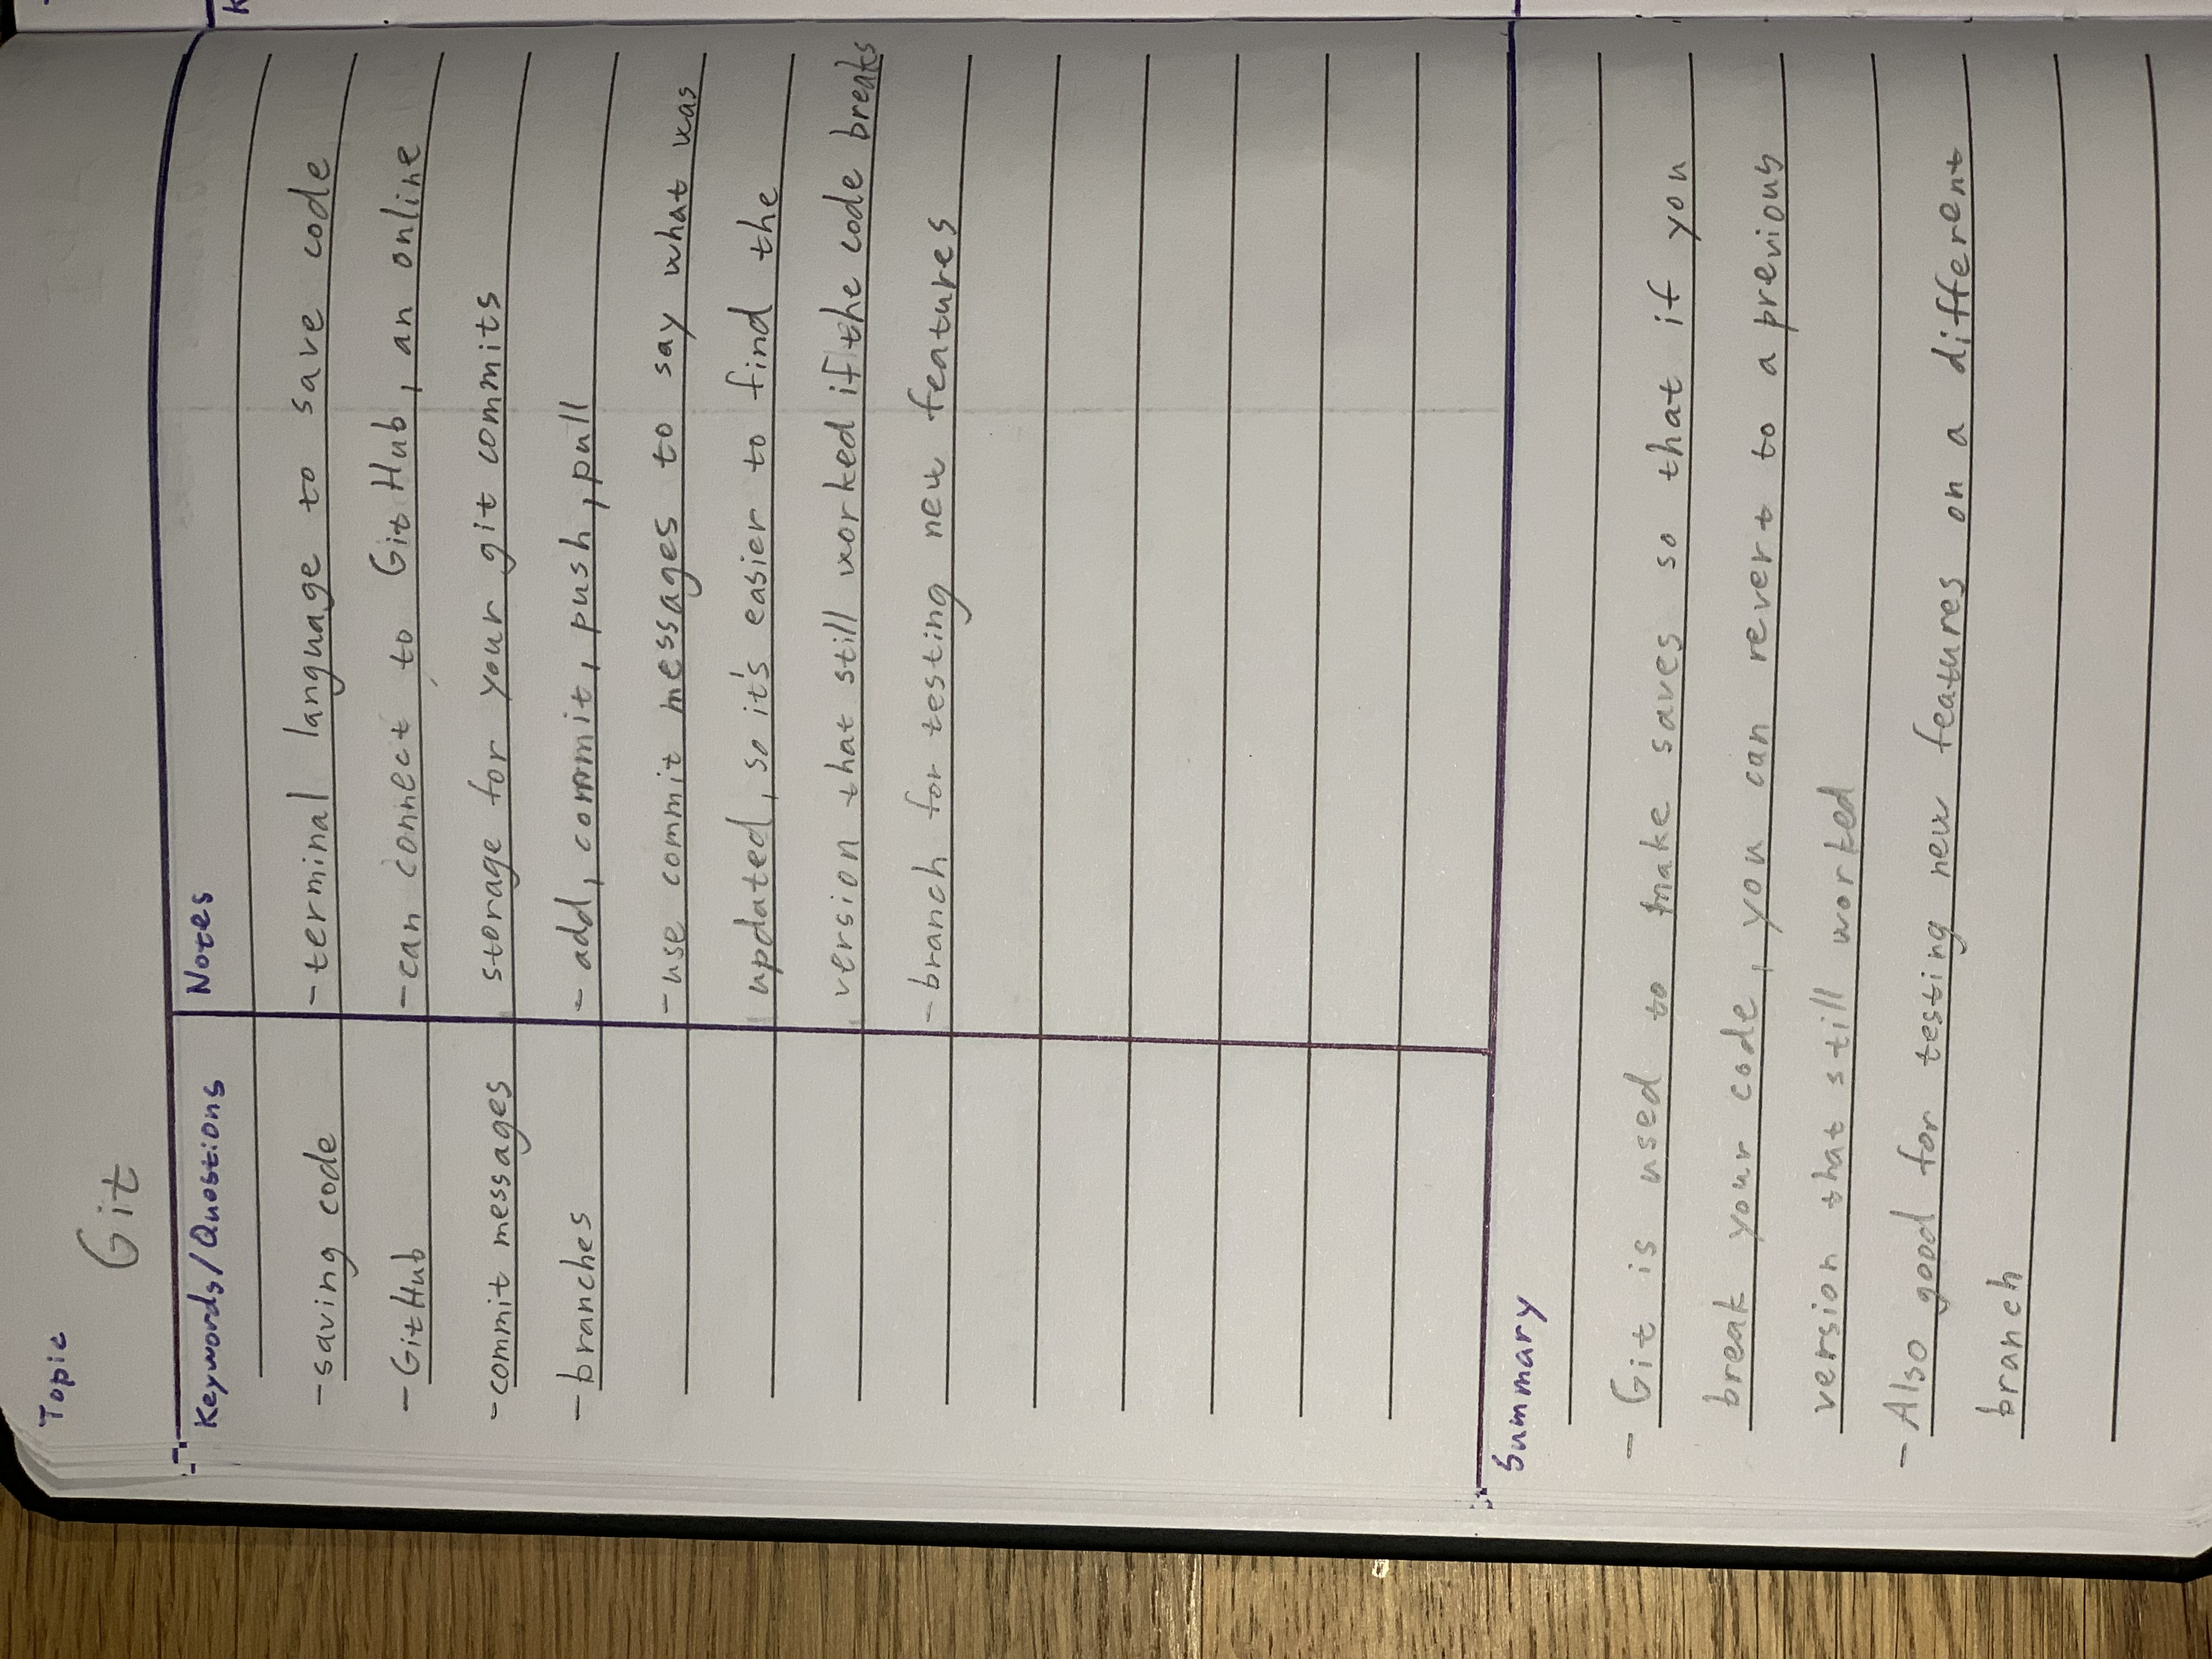 Topic
Git
Keywords/Questions
Notes
-saving code
-terminal language to save code
-GitHub
-can connect to GitHub, an online
-commit messages
storage for your git commits
-branches
- add, commit, push, pull
-use commit messages to say what was
updated, so it's easier to find the
version that still worked if the code breaks
-branch for testing new features
Summary
- Git is used to make saves so that if you
break your code, you can revert to a previous
version that still worked
- Also good for testing new features on a different
branch